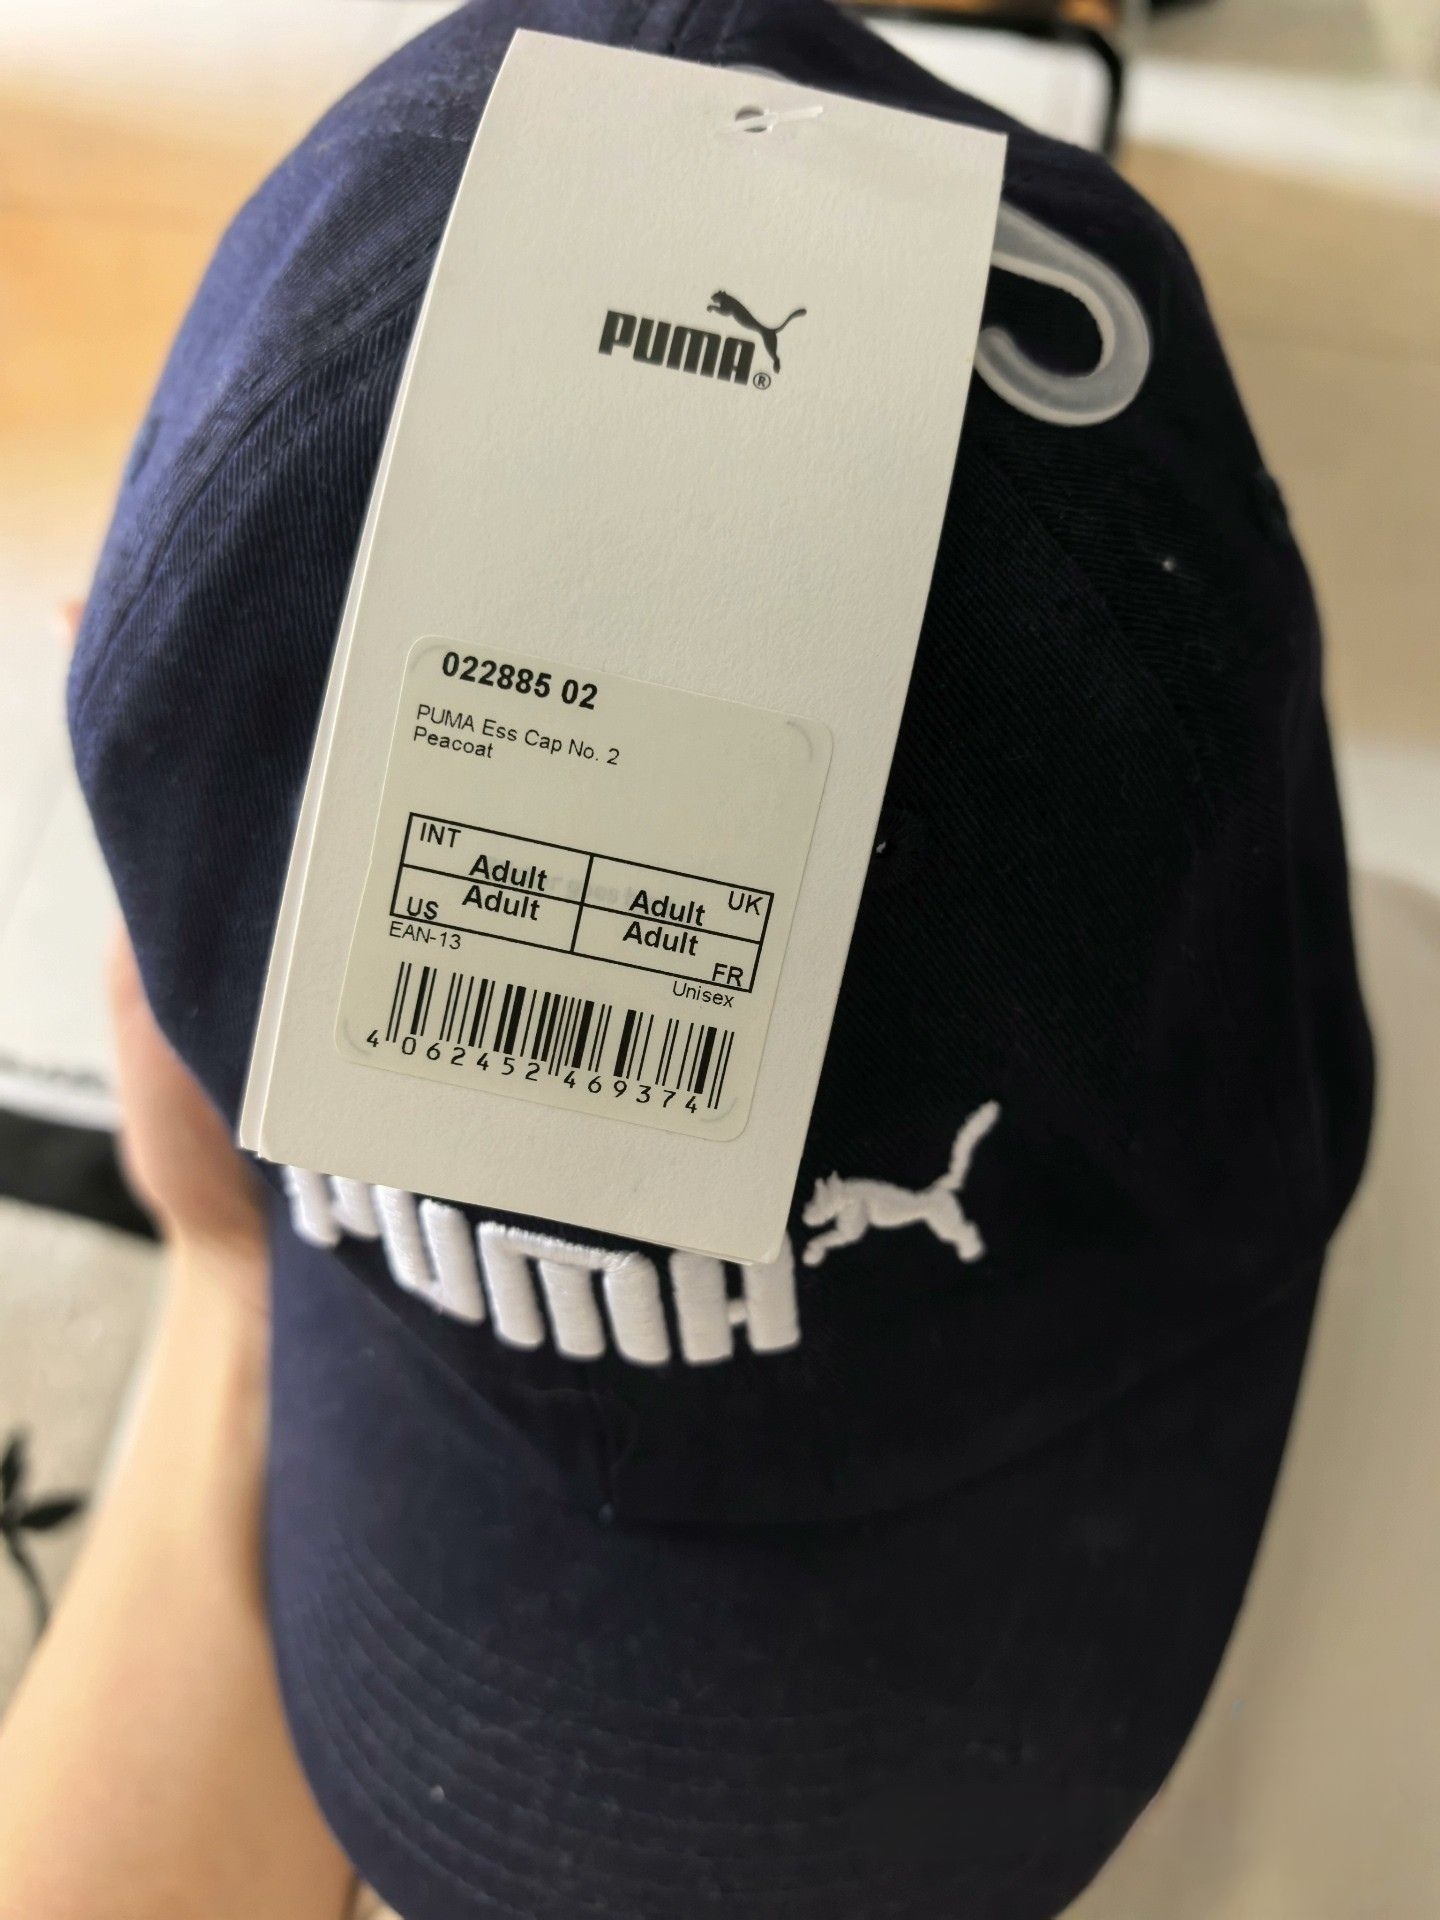 PUMA®
022885 02
PUMA Ess Cap No. 2
Peacoat
INT Adult Adult UK
US Adult Adult FR
EAN-13 Unisex
4 062452 469374
PUMA